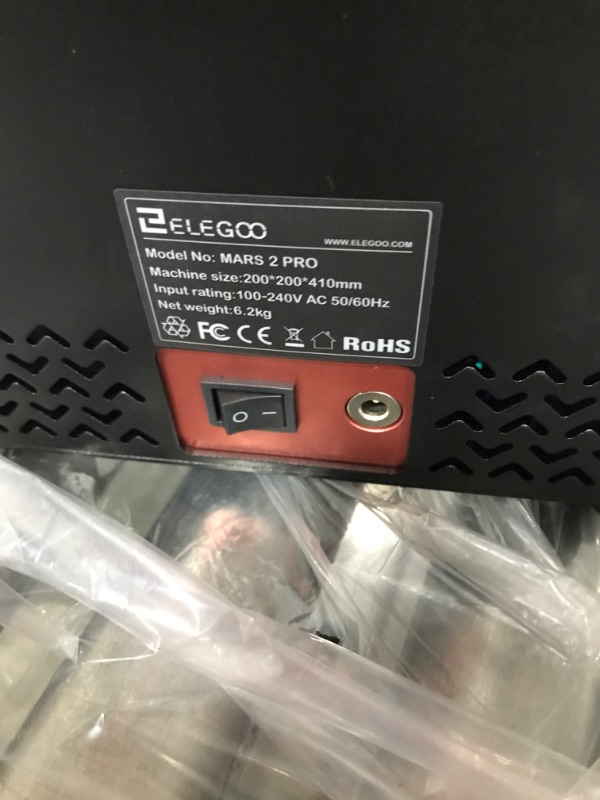 ELEGOO
WWW.ELEGOO.COM
Model No: MARS 2 PRO
Machine size:200*200*410mm
Input rating:100-240V AC 50/60Hz
Net weight:6.2kg
FC CE RoHS
O —